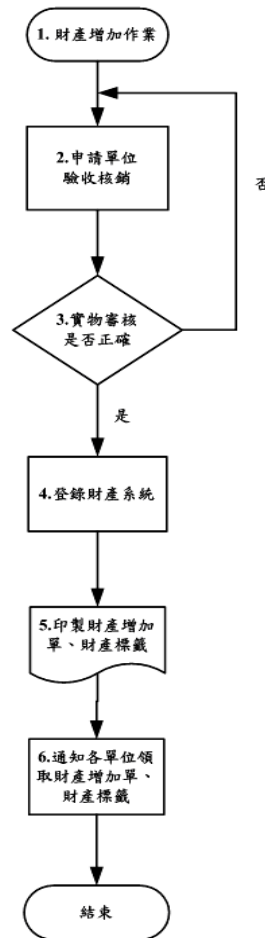 1. 財產增加作業
2.申請單位
驗收核銷
否
3.實物審核
是否正確
是
4.登錄財產系統
5.印製財產增加
單、財產標籤
6.通知各單位領
取財產增加單、
財產標籤
結束